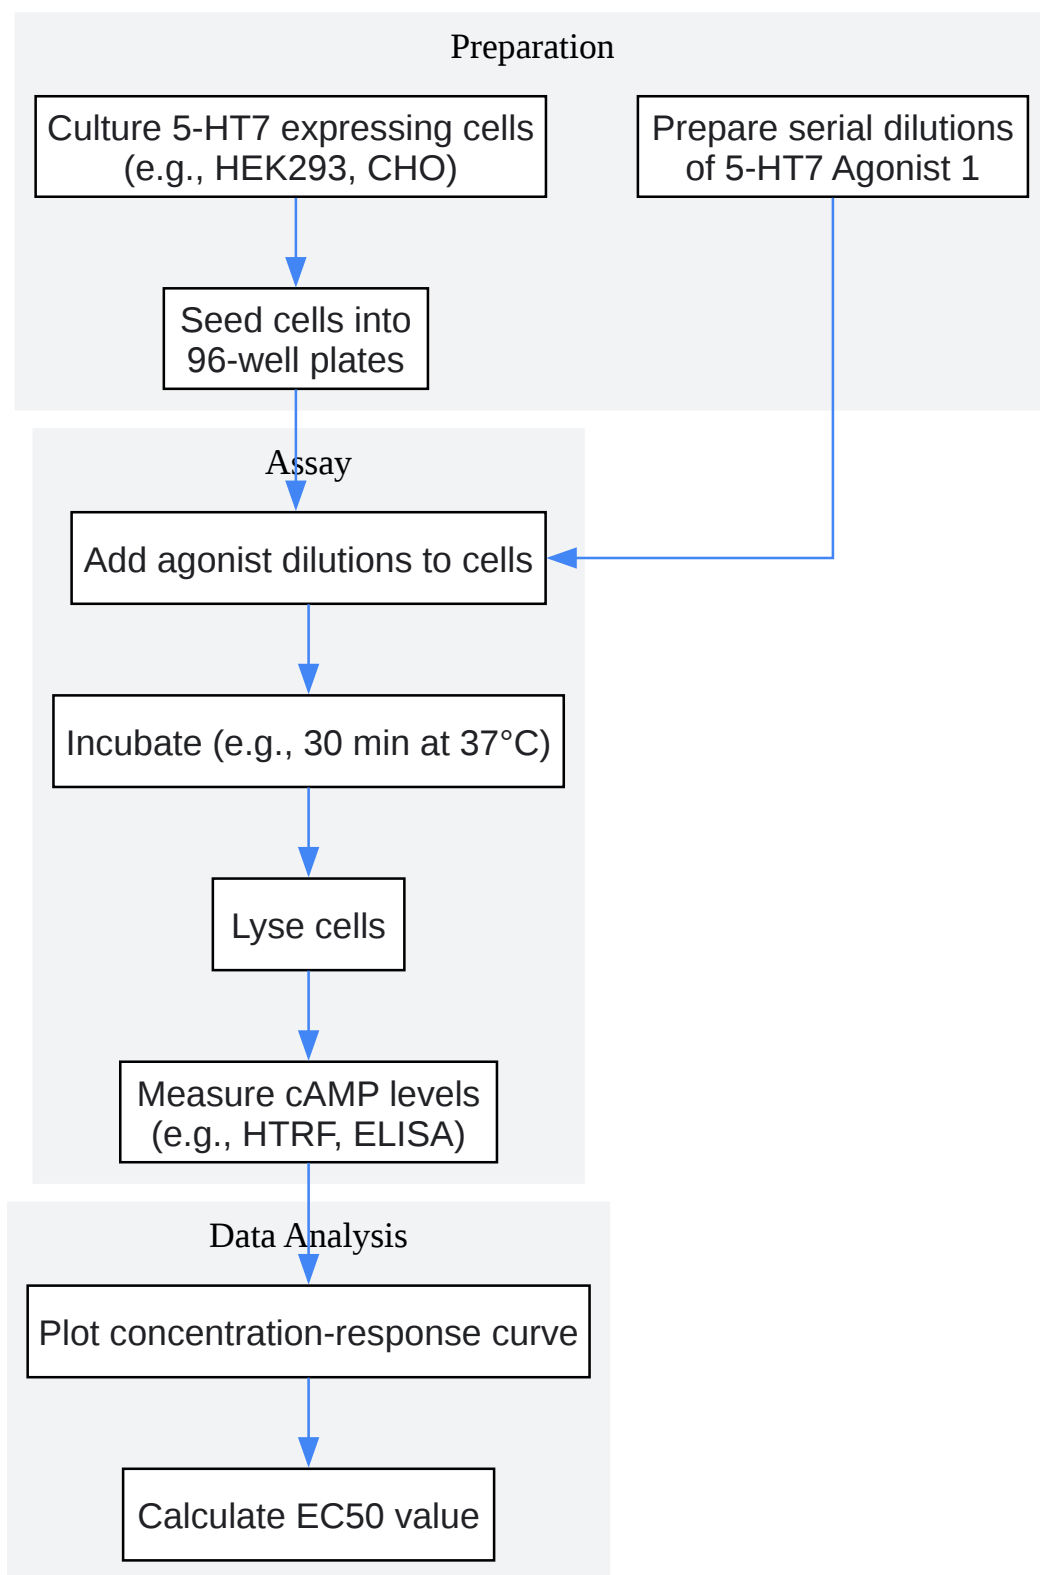 Preparation
Culture 5-HT7 expressing cells
(e.g., HEK293, CHO)
Prepare serial dilutions
of 5-HT7 Agonist 1
Seed cells into
96-well plates
Assay
Add agonist dilutions to cells
Incubate (e.g., 30 min at 37°C)
Lyse cells
Measure cAMP levels
(e.g., HTRF, ELISA)
Data Analysis
Plot concentration-response curve
Calculate EC50 value